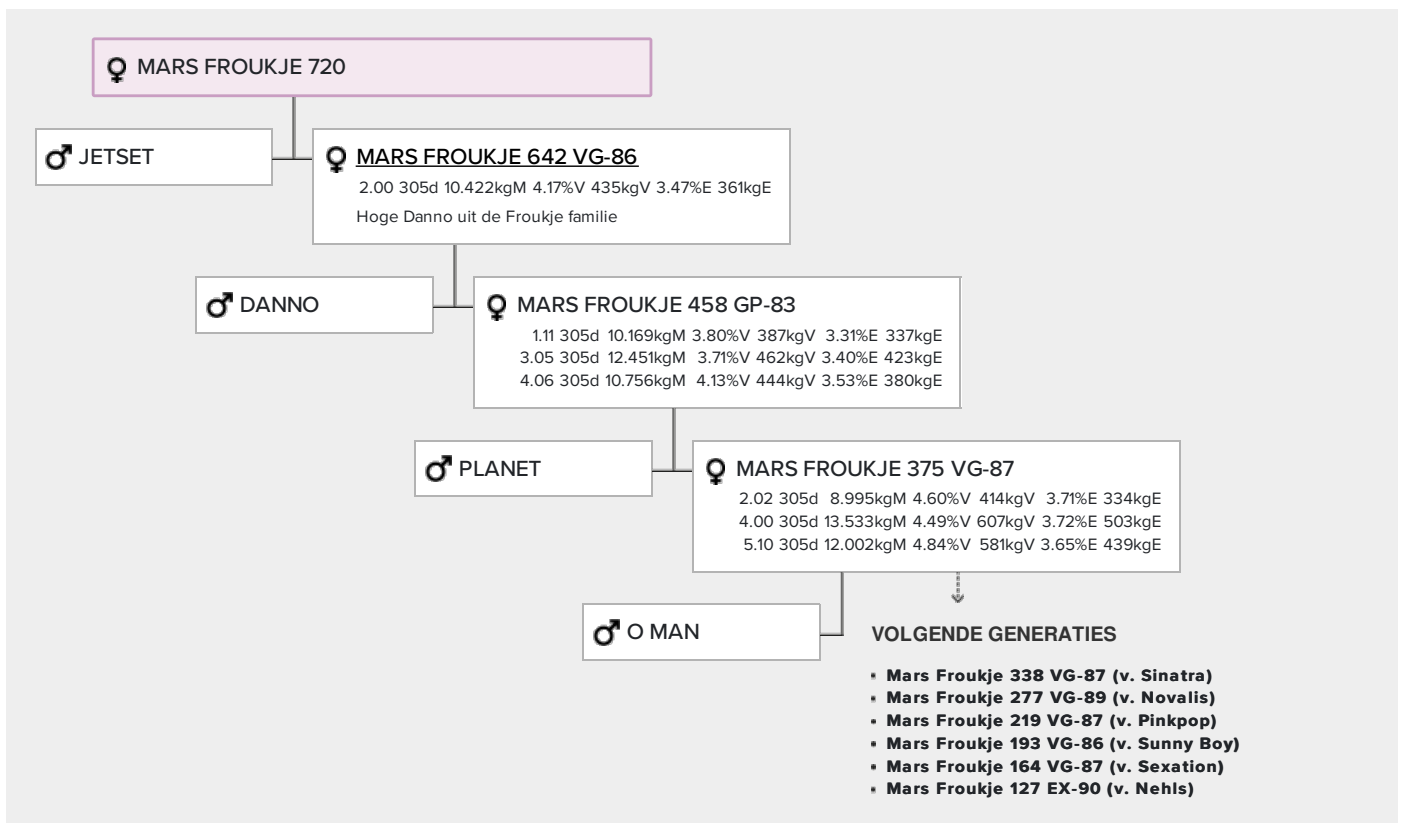 MARS FROUKJE 720
JETSET
MARS FROUKJE 642 VG-86
2.00 305d 10.422kgM 4.17%V 435kgV 3.47%E 361kgE
Hoge Danno uit de Froukje familie
DANNO
MARS FROUKJE 458 GP-83
1.11 305d 10.169kgM 3.80%V 387kgV 3.31%E 337kgE
3.05 305d 12.451kgM 3.71%V 462kgV 3.40%E 423kgE
4.06 305d 10.756kgM 4.13%V 444kgV 3.53%E 380kgE
PLANET
MARS FROUKJE 375 VG-87
2.02 305d 8.995kgM 4.60%V 414kgV 3.71%E 334kgE
4.00 305d 13.533kgM 4.49%V 607kgV 3.72%E 503kgE
5.10 305d 12.002kgM 4.84%V 581kgV 3.65%E 439kgE
O MAN
VOLGENDE GENERATIES
▪ Mars Froukje 338 VG-87 (v. Sinatra)
▪ Mars Froukje 277 VG-89 (v. Novalis)
▪ Mars Froukje 219 VG-87 (v. Pinkpop)
▪ Mars Froukje 193 VG-86 (v. Sunny Boy)
▪ Mars Froukje 164 VG-87 (v. Sexation)
▪ Mars Froukje 127 EX-90 (v. Nehls)